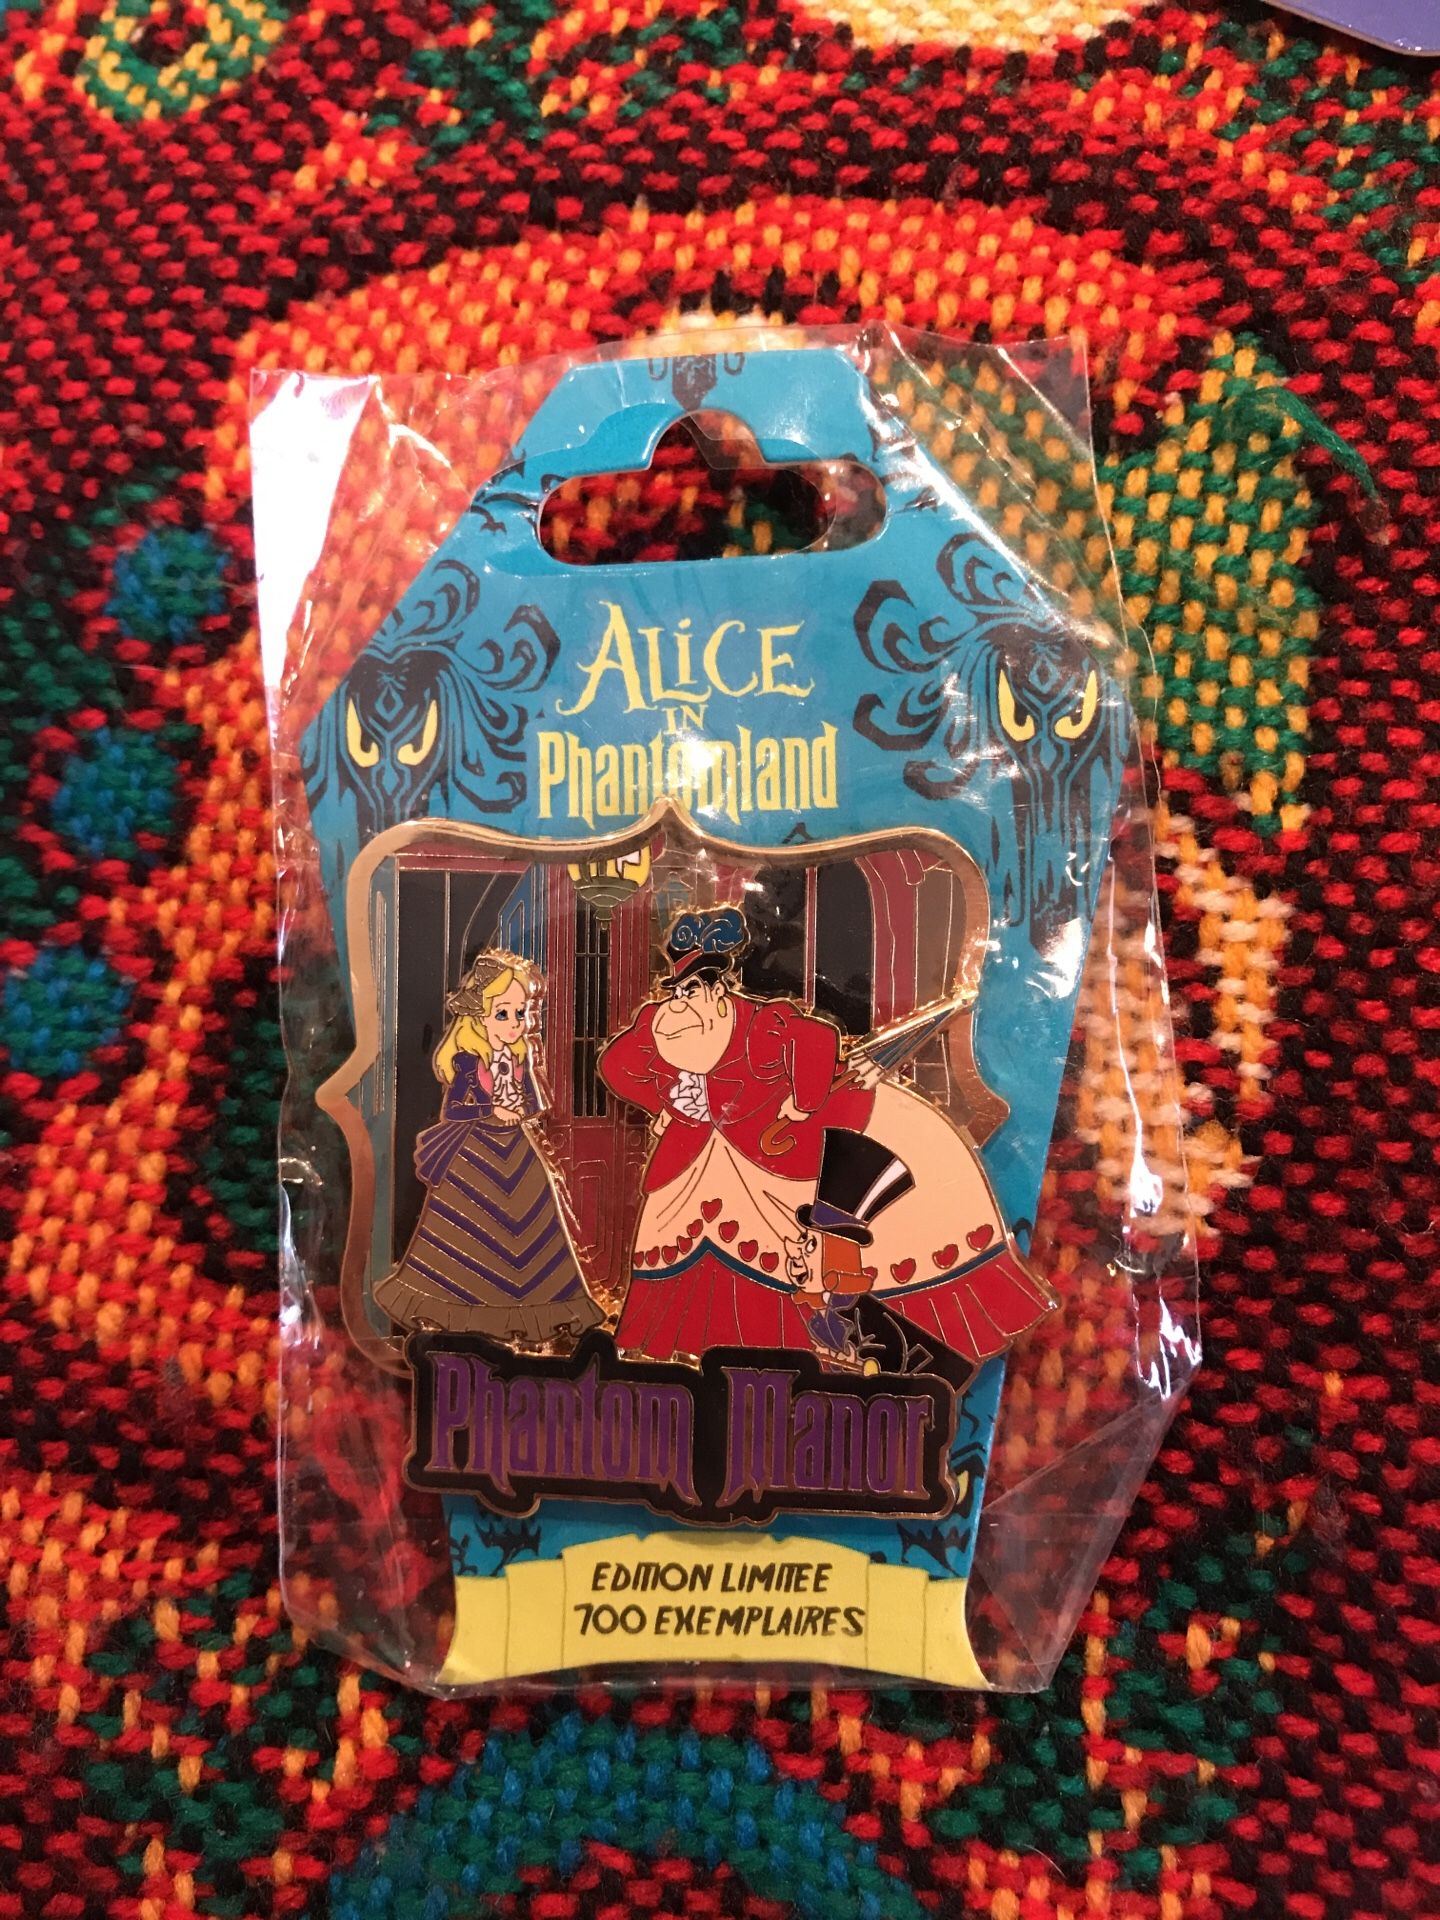 ALiCE
IN
Phantomland
Phantom Manor
EDITION LIMITEE
700 EXEMPLAIRES